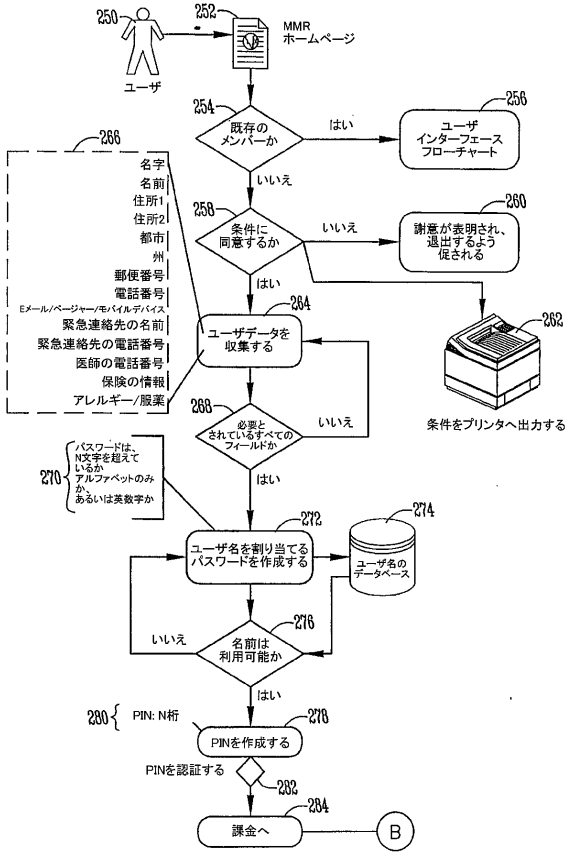 250
252
MMR
ホームページ
ユーザ
254
既存の
メンバーか
はい
256
ユーザ
インターフェース
フローチャート
いいえ
266
名字
名前
住所1
住所2
都市
州
郵便番号
電話番号
Eメール/ページャー/モバイルデバイス
緊急連絡先の名前
緊急連絡先の電話番号
医師の電話番号
保険の情報
アレルギー/服薬
258
条件に
同意するか
いいえ
260
謝意が表明され、
退出するよう
促される
はい
262
条件をプリンタへ出力する
264
ユーザデータを
収集する
268
必要と
されているすべての
フィールドか
いいえ
はい
270
パスワードは、
N文字を超えて
いるか
アルファベットのみ
か、
あるいは英数字か
272
ユーザ名を割り当てる
パスワードを作成する
274
ユーザ名の
データベース
276
名前は
利用可能か
いいえ
はい
280
PIN: N桁
278
PINを作成する
PINを認証する
282
284
課金へ
B